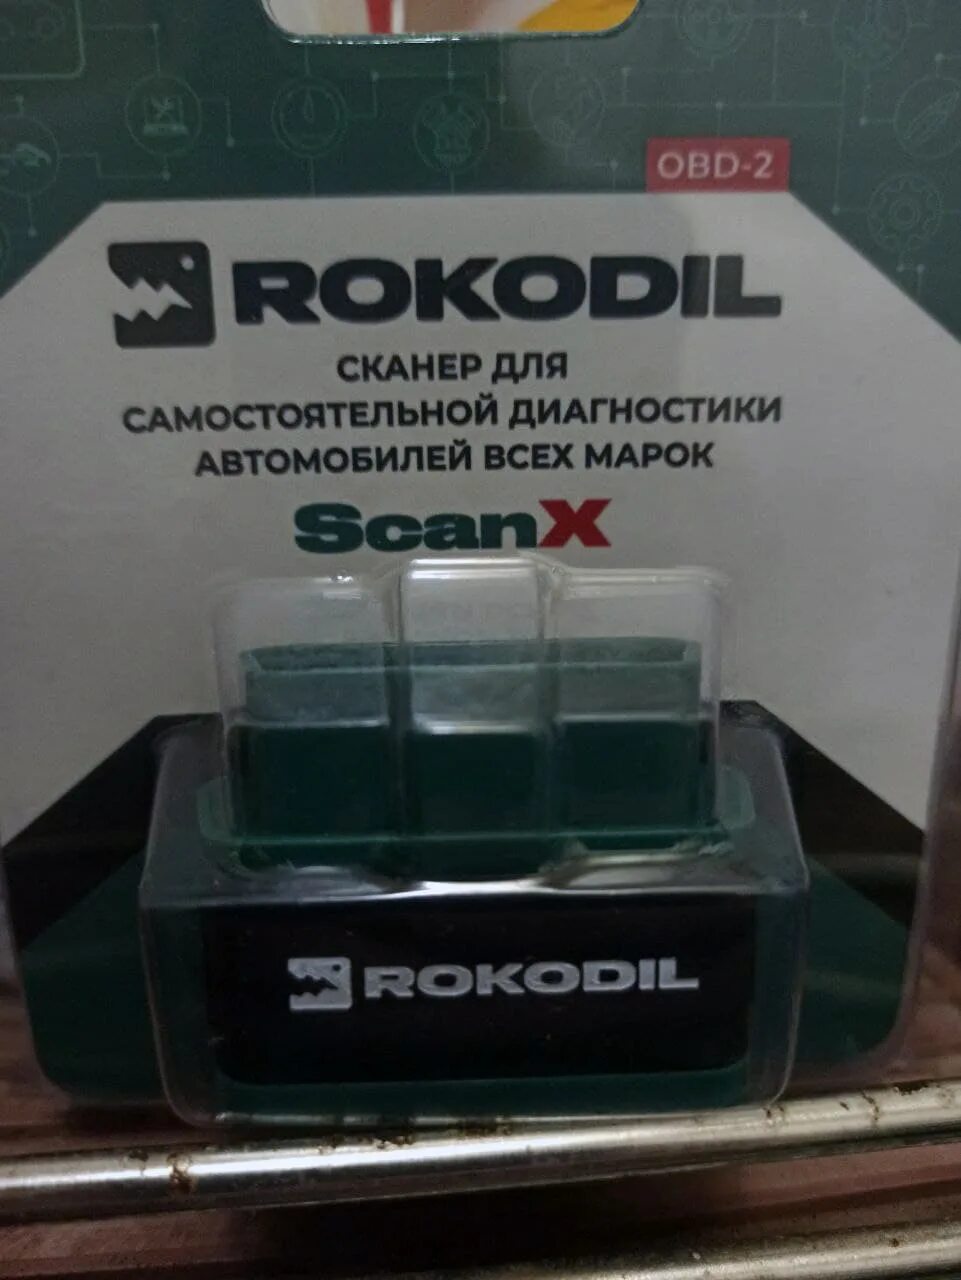 OBD-2
ROKODIL
СКАНЕР ДЛЯ
САМОСТОЯТЕЛЬНОЙ ДИАГНОСТИКИ
АВТОМОБИЛЕЙ ВСЕХ МАРОК
ScanX
ROKODIL